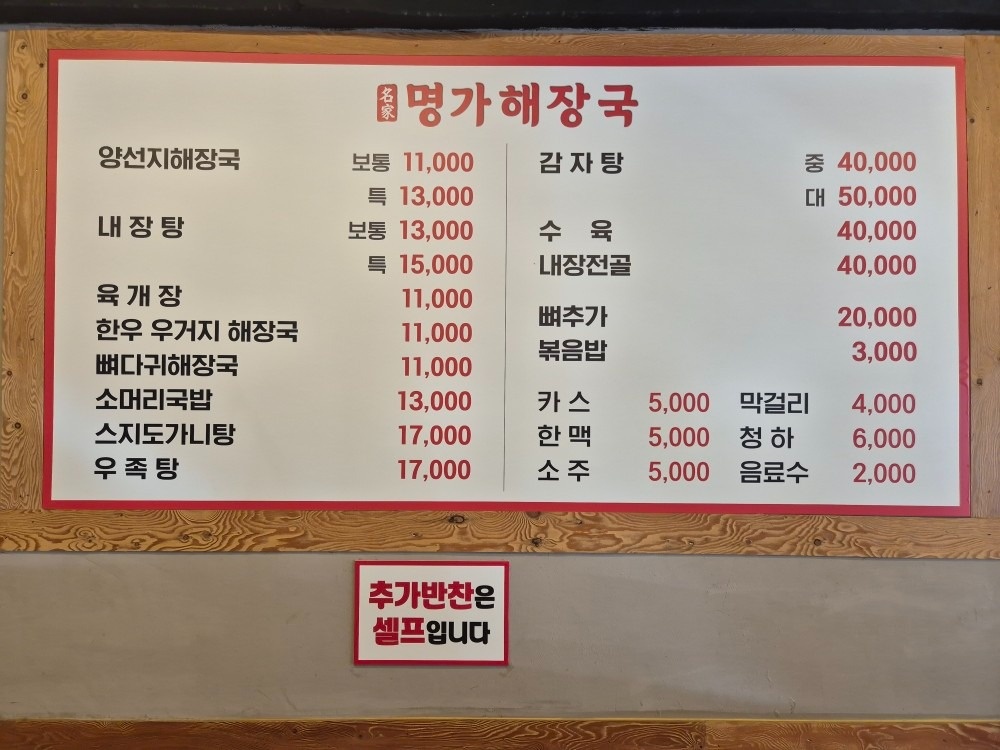 名家 명가해장국
양선지해장국 보통 11,000
특 13,000
내장탕 보통 13,000
특 15,000
육개장 11,000
한우 우거지 해장국 11,000
뼈다귀해장국 11,000
소머리국밥 13,000
스지도가니탕 17,000
우족탕 17,000
감자탕 중 40,000
대 50,000
수육 40,000
내장전골 40,000
뼈추가 20,000
볶음밥 3,000
카스 5,000 막걸리 4,000
한맥 5,000 청하 6,000
소주 5,000 음료수 2,000
추가반찬은
셀프입니다